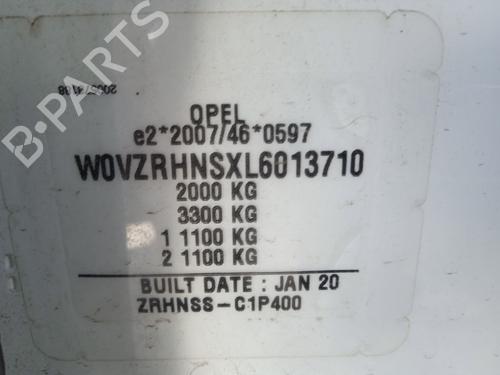 OPEL
e2*2007/46*0597
W0VZRHNSXL6013710
2000 KG
3300 KG
1 1100 KG
2 1100 KG
BUILT DATE : JAN 20
ZRHNSS-C1P400
B-PARTS